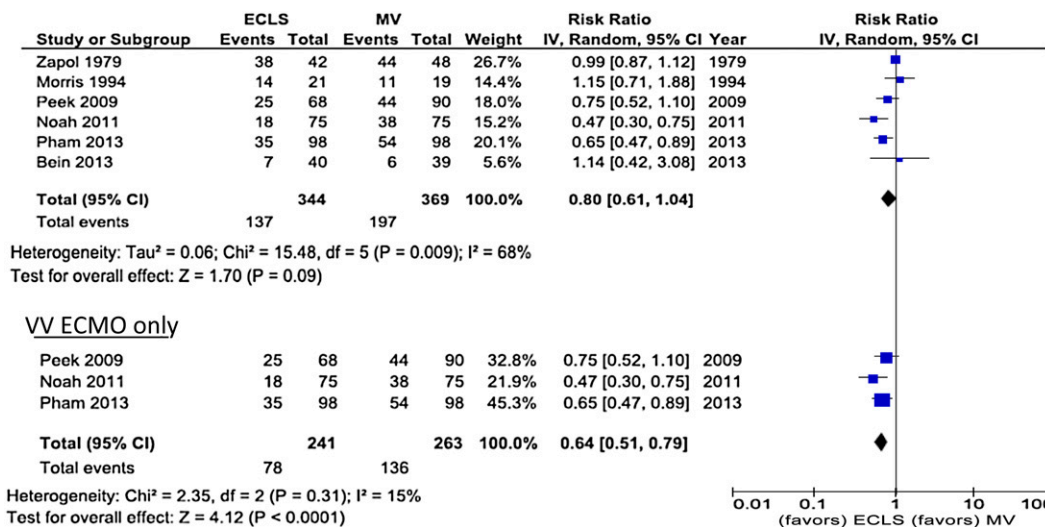 ECLS MV Risk Ratio Risk Ratio
Study or Subgroup Events Total Events Total Weight IV, Random, 95% CI Year IV, Random, 95% CI
Zapol 1979 38 42 44 48 26.7% 0.99 [0.87, 1.12] 1979
Morris 1994 14 21 11 19 14.4% 1.15 [0.71, 1.88] 1994
Peek 2009 25 68 44 90 18.0% 0.75 [0.52, 1.10] 2009
Noah 2011 18 75 38 75 15.2% 0.47 [0.30, 0.75] 2011
Pham 2013 35 98 54 98 20.1% 0.65 [0.47, 0.89] 2013
Bein 2013 7 40 6 39 5.6% 1.14 [0.42, 3.08] 2013
Total (95% CI) 344 369 100.0% 0.80 [0.61, 1.04]
Total events 137 197
Heterogeneity: Tau² = 0.06; Chi² = 15.48, df = 5 (P = 0.009); I² = 68%
Test for overall effect: Z = 1.70 (P = 0.09)
VV ECMO only
Peek 2009 25 68 44 90 32.8% 0.75 [0.52, 1.10] 2009
Noah 2011 18 75 38 75 21.9% 0.47 [0.30, 0.75] 2011
Pham 2013 35 98 54 98 45.3% 0.65 [0.47, 0.89] 2013
Total (95% CI) 241 263 100.0% 0.64 [0.51, 0.79]
Total events 78 136
Heterogeneity: Chi² = 2.35, df = 2 (P = 0.31); I² = 15%
Test for overall effect: Z = 4.12 (P < 0.0001)
0.01 0.1 1 10 100
(favors) ECLS (favors) MV